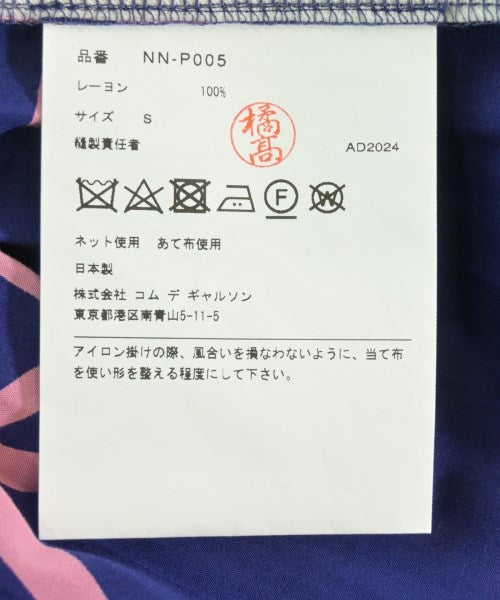 品番 NN-P005
レーヨン 100%
サイズ S
橘高
縫製責任者 AD2024
F W
ネット使用 あて布使用
日本製
株式会社 コム デ ギャルソン
東京都港区南青山5-11-5
アイロン掛けの際、風合いを損なわないように、当て布
を使い形を整える程度にして下さい。